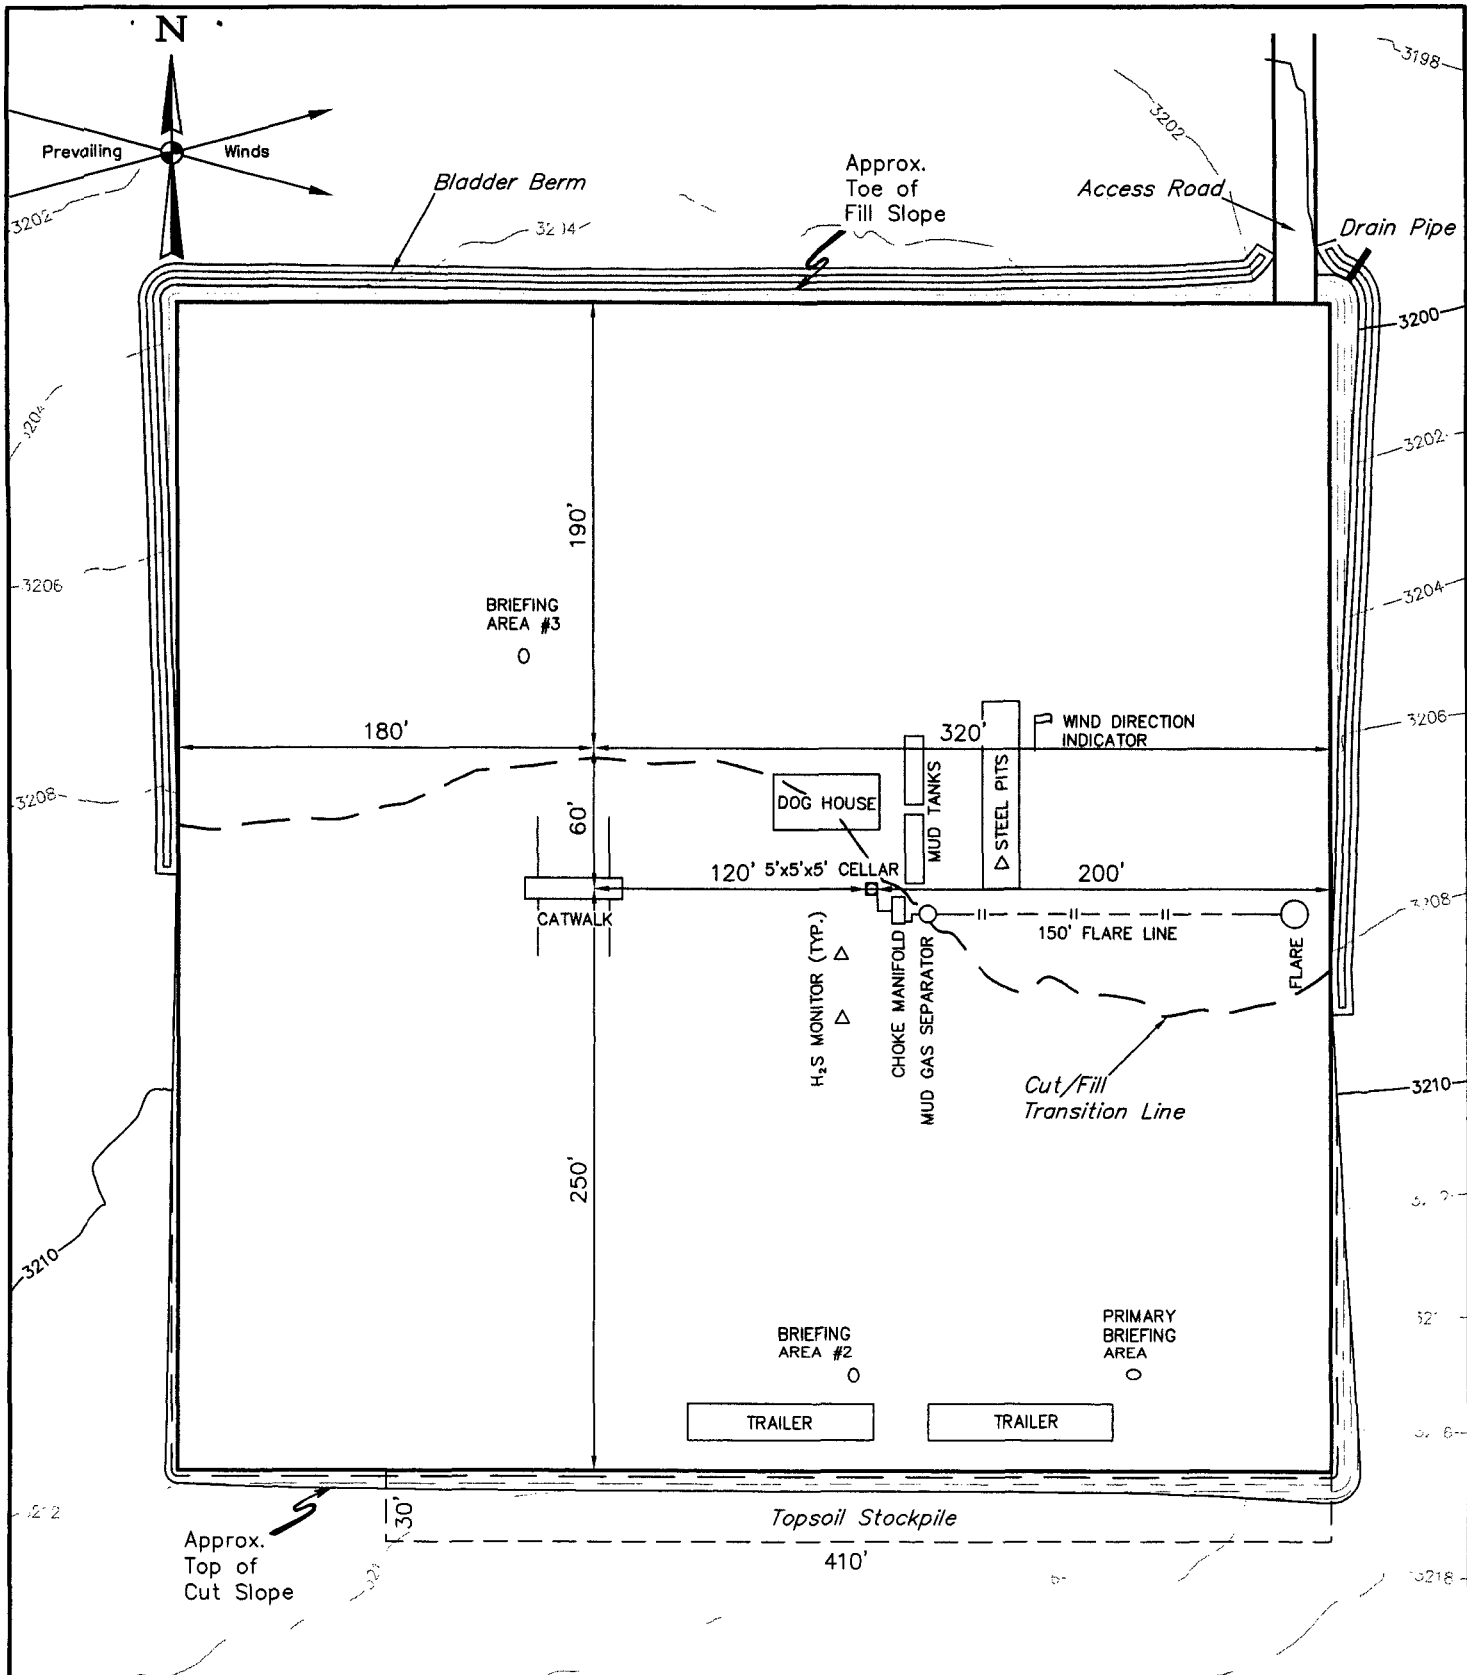 N
Prevailing Winds
3198
3202
Approx.
Toe of
Fill Slope
Bladder Berm
Access Road
3202
Drain Pipe
3200
3204
3202
190'
3206
BRIEFING
AREA #3
O
3204
180'
320'
WIND DIRECTION
INDICATOR
3206
3208
60'
DOG HOUSE
MUD TANKS
STEEL PITS
120'
5'x5'x5' CELLAR
200'
3208
CATWALK
150' FLARE LINE
FLARE
H₂S MONITOR (TYP.)
CHOKE MANIFOLD
MUD GAS SEPARATOR
Cut/Fill
Transition Line
3210
250'
3210
BRIEFING
AREA #2
O
PRIMARY
BRIEFING
AREA
O
TRAILER
TRAILER
30'
Topsoil Stockpile
410'
Approx.
Top of
Cut Slope
3218